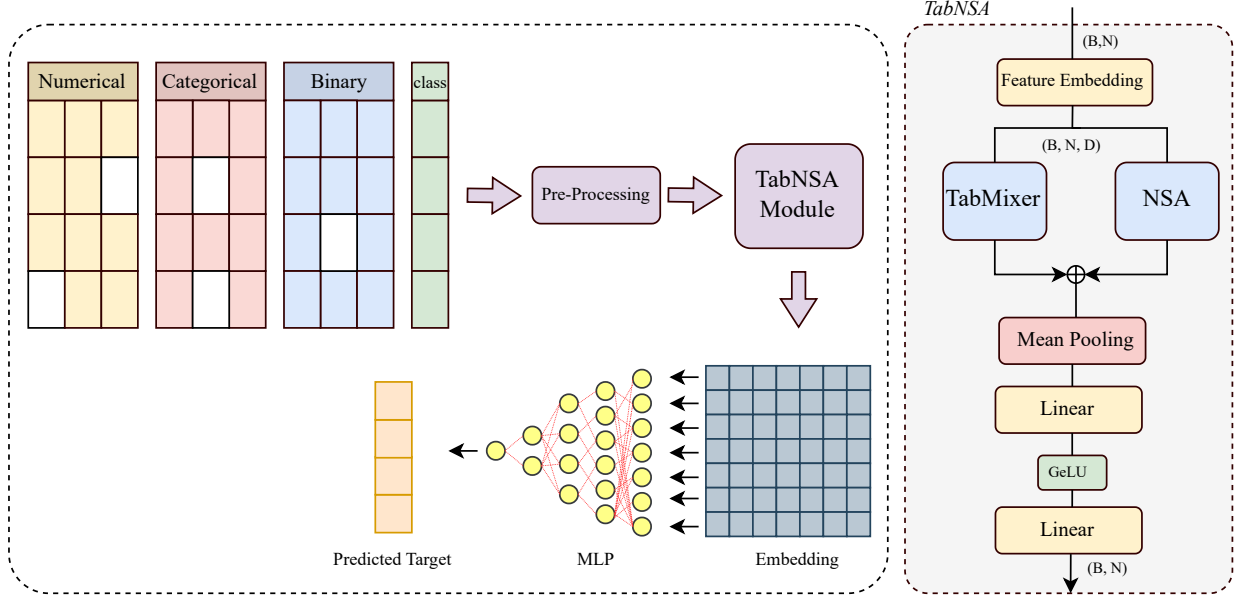 Numerical
Categorical
Binary
class
Pre-Processing
TabNSA
Module
Predicted Target
MLP
Embedding
TabNSA
(B,N)
Feature Embedding
(B, N, D)
TabMixer
NSA
Mean Pooling
Linear
GeLU
Linear
(B, N)